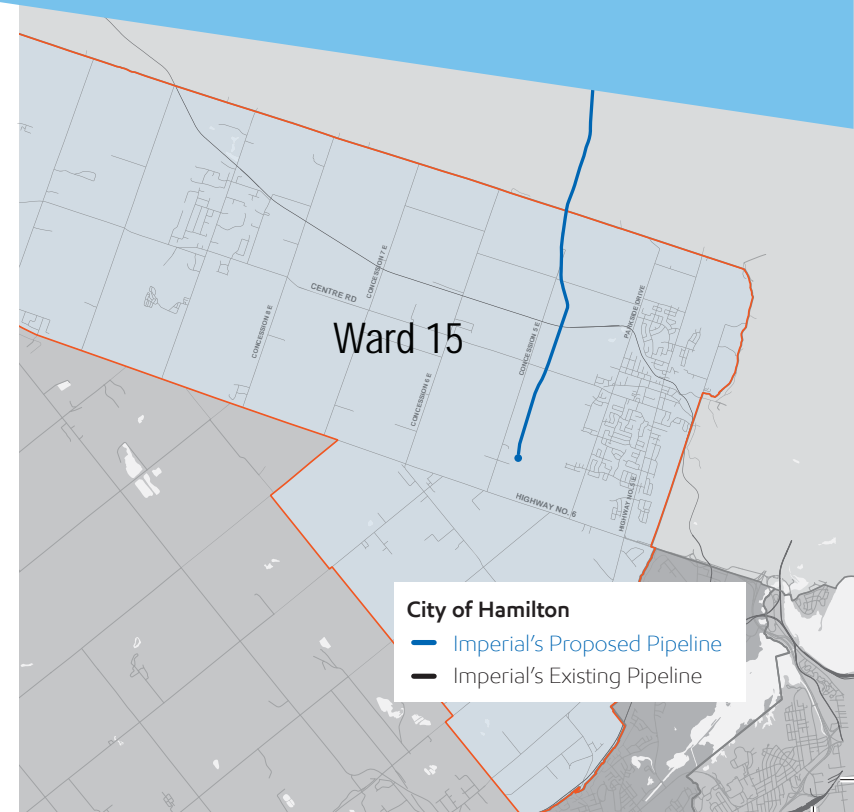 CONCESSION 7 E
CENTRE RD
CONCESSION 8 E
Ward 15
PARKSIDE DRIVE
CONCESSION 5 E
CONCESSION 6 E
HIGHWAY NO. 6
HIGHWAY NO. 5 E
City of Hamilton
Imperial's Proposed Pipeline
Imperial's Existing Pipeline